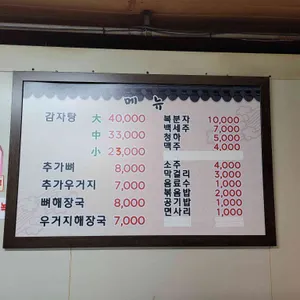 메뉴
감자탕 大 40,000
中 33,000
小 23,000
추가뼈 8,000
추가우거지 7,000
뼈해장국 8,000
우거지해장국 7,000
복분자 10,000
백세주 7,000
청하 5,000
맥주 4,000
소주 4,000
막걸리 3,000
음료수 1,000
볶음밥 2,000
공기밥 1,000
면사리 1,000